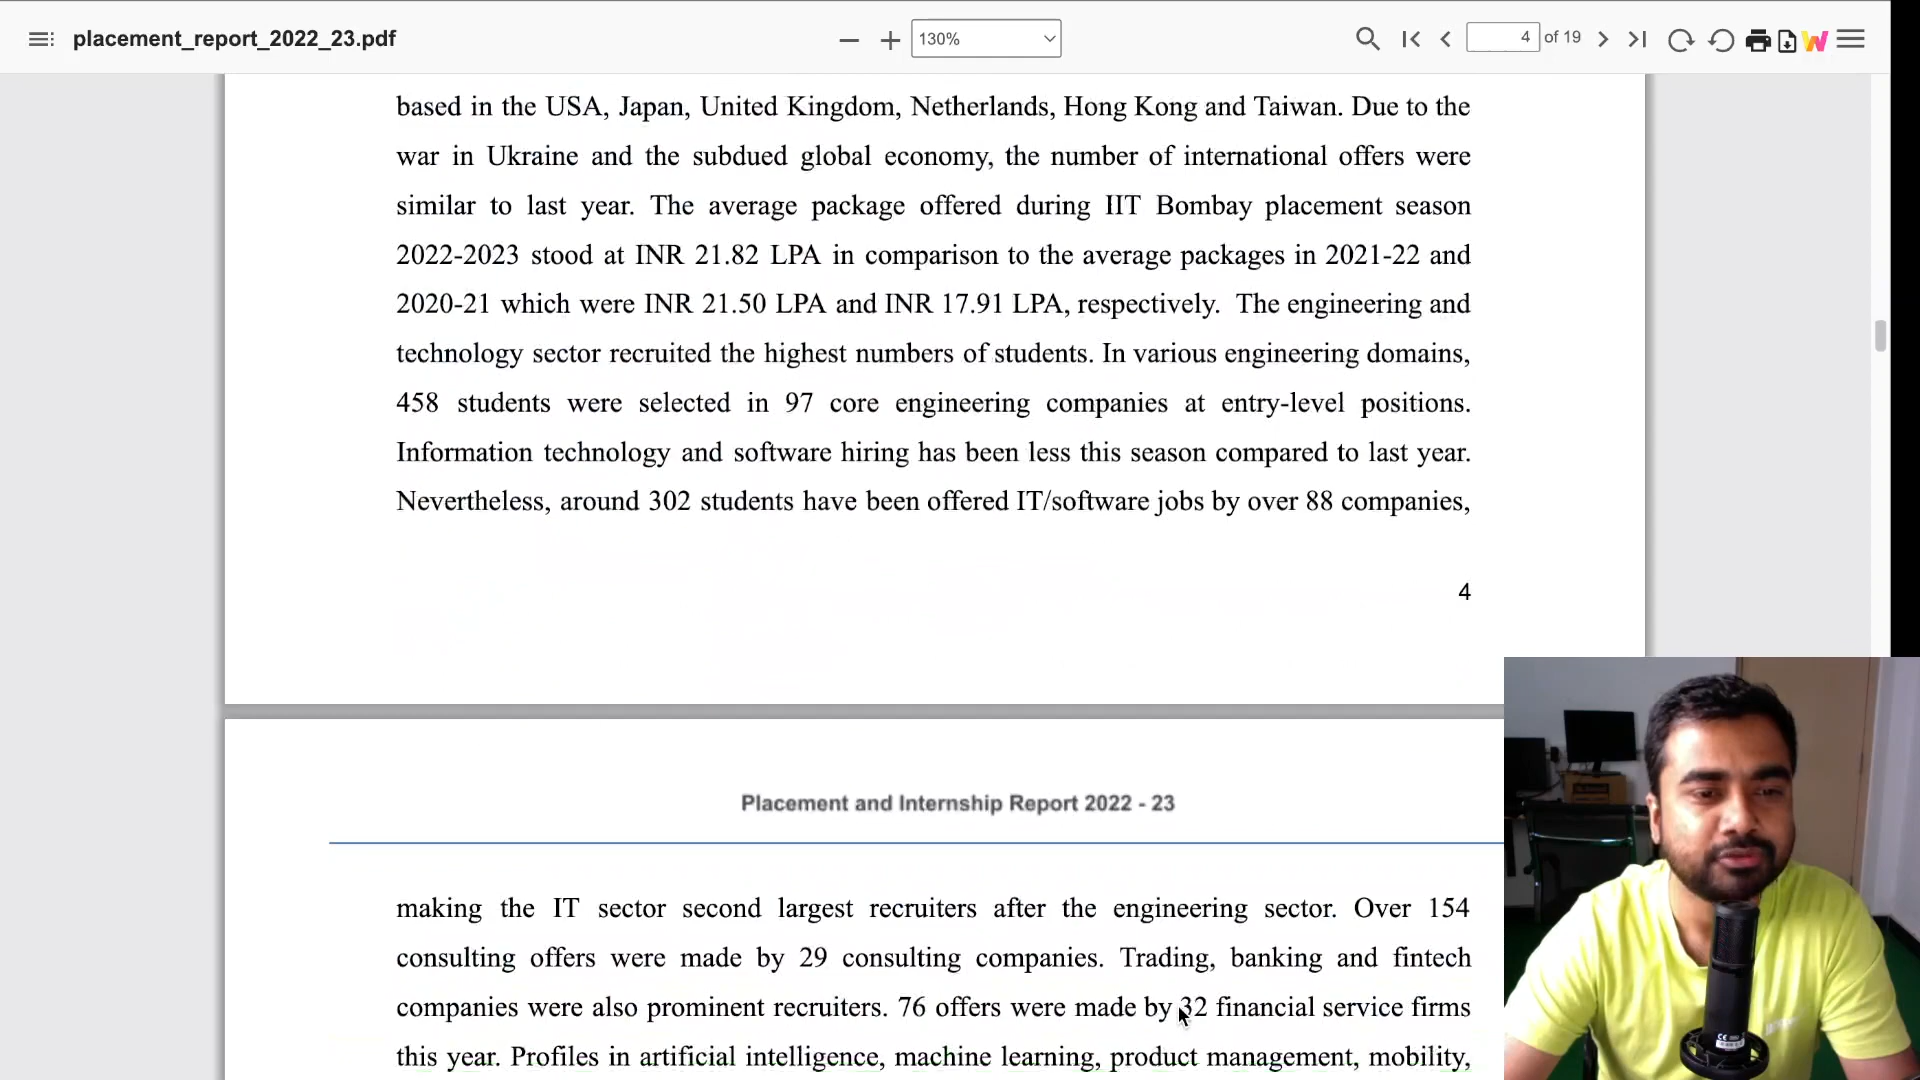 placement_report_2022_23.pdf
130%
4 of 19
based in the USA, Japan, United Kingdom, Netherlands, Hong Kong and Taiwan. Due to the
war in Ukraine and the subdued global economy, the number of international offers were
similar to last year. The average package offered during IIT Bombay placement season
2022-2023 stood at INR 21.82 LPA in comparison to the average packages in 2021-22 and
2020-21 which were INR 21.50 LPA and INR 17.91 LPA, respectively. The engineering and
technology sector recruited the highest numbers of students. In various engineering domains,
458 students were selected in 97 core engineering companies at entry-level positions.
Information technology and software hiring has been less this season compared to last year.
Nevertheless, around 302 students have been offered IT/software jobs by over 88 companies,
4
Placement and Internship Report 2022 - 23
making the IT sector second largest recruiters after the engineering sector. Over 154
consulting offers were made by 29 consulting companies. Trading, banking and fintech
companies were also prominent recruiters. 76 offers were made by 32 financial service firms
this year. Profiles in artificial intelligence, machine learning, product management, mobility,